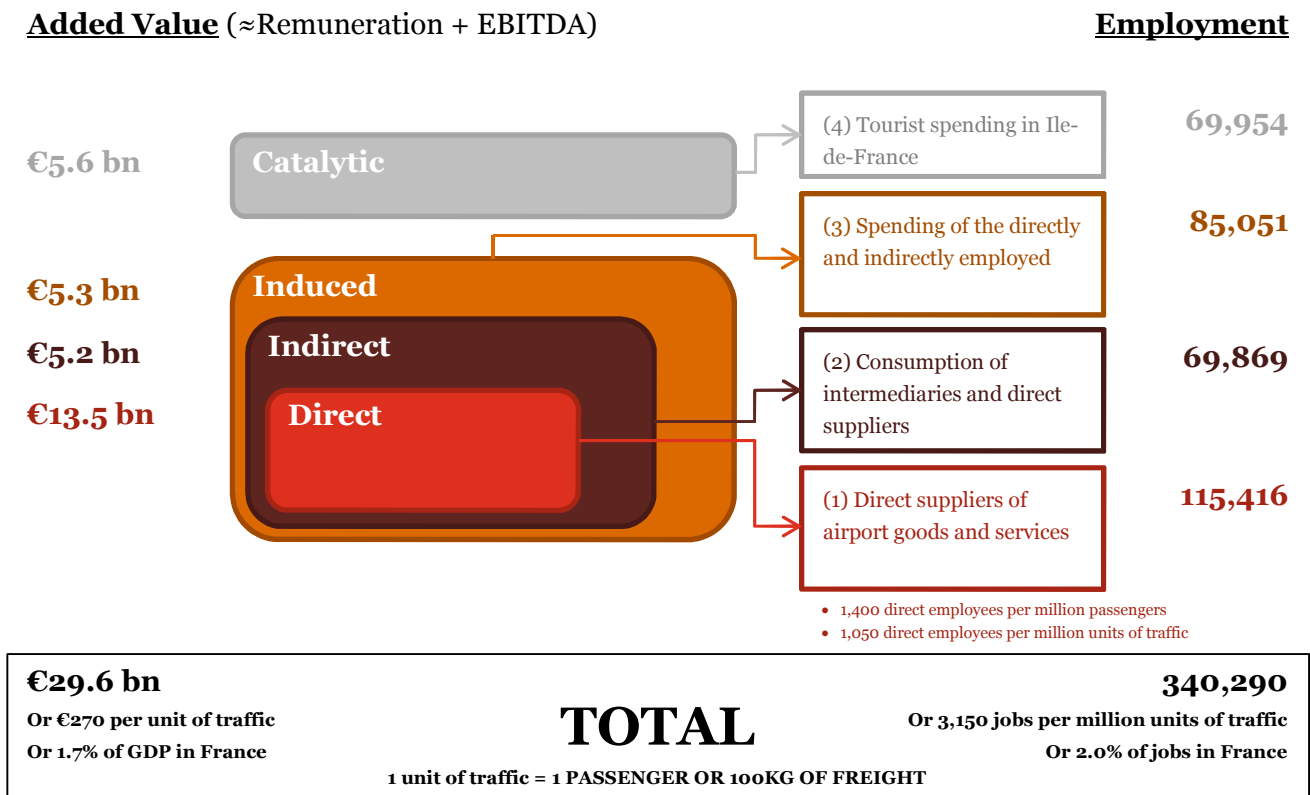 Added Value (≈Remuneration + EBITDA)
Employment
€5.6 bn
Catalytic
(4) Tourist spending in Ile-
de-France
69,954
€5.3 bn
Induced
(3) Spending of the directly
and indirectly employed
85,051
€5.2 bn
Indirect
(2) Consumption of
intermediaries and direct
suppliers
69,869
€13.5 bn
Direct
(1) Direct suppliers of
airport goods and services
115,416
• 1,400 direct employees per million passengers
• 1,050 direct employees per million units of traffic
€29.6 bn
Or €270 per unit of traffic
Or 1.7% of GDP in France
TOTAL
340,290
Or 3,150 jobs per million units of traffic
Or 2.0% of jobs in France
1 unit of traffic = 1 PASSENGER OR 100KG OF FREIGHT